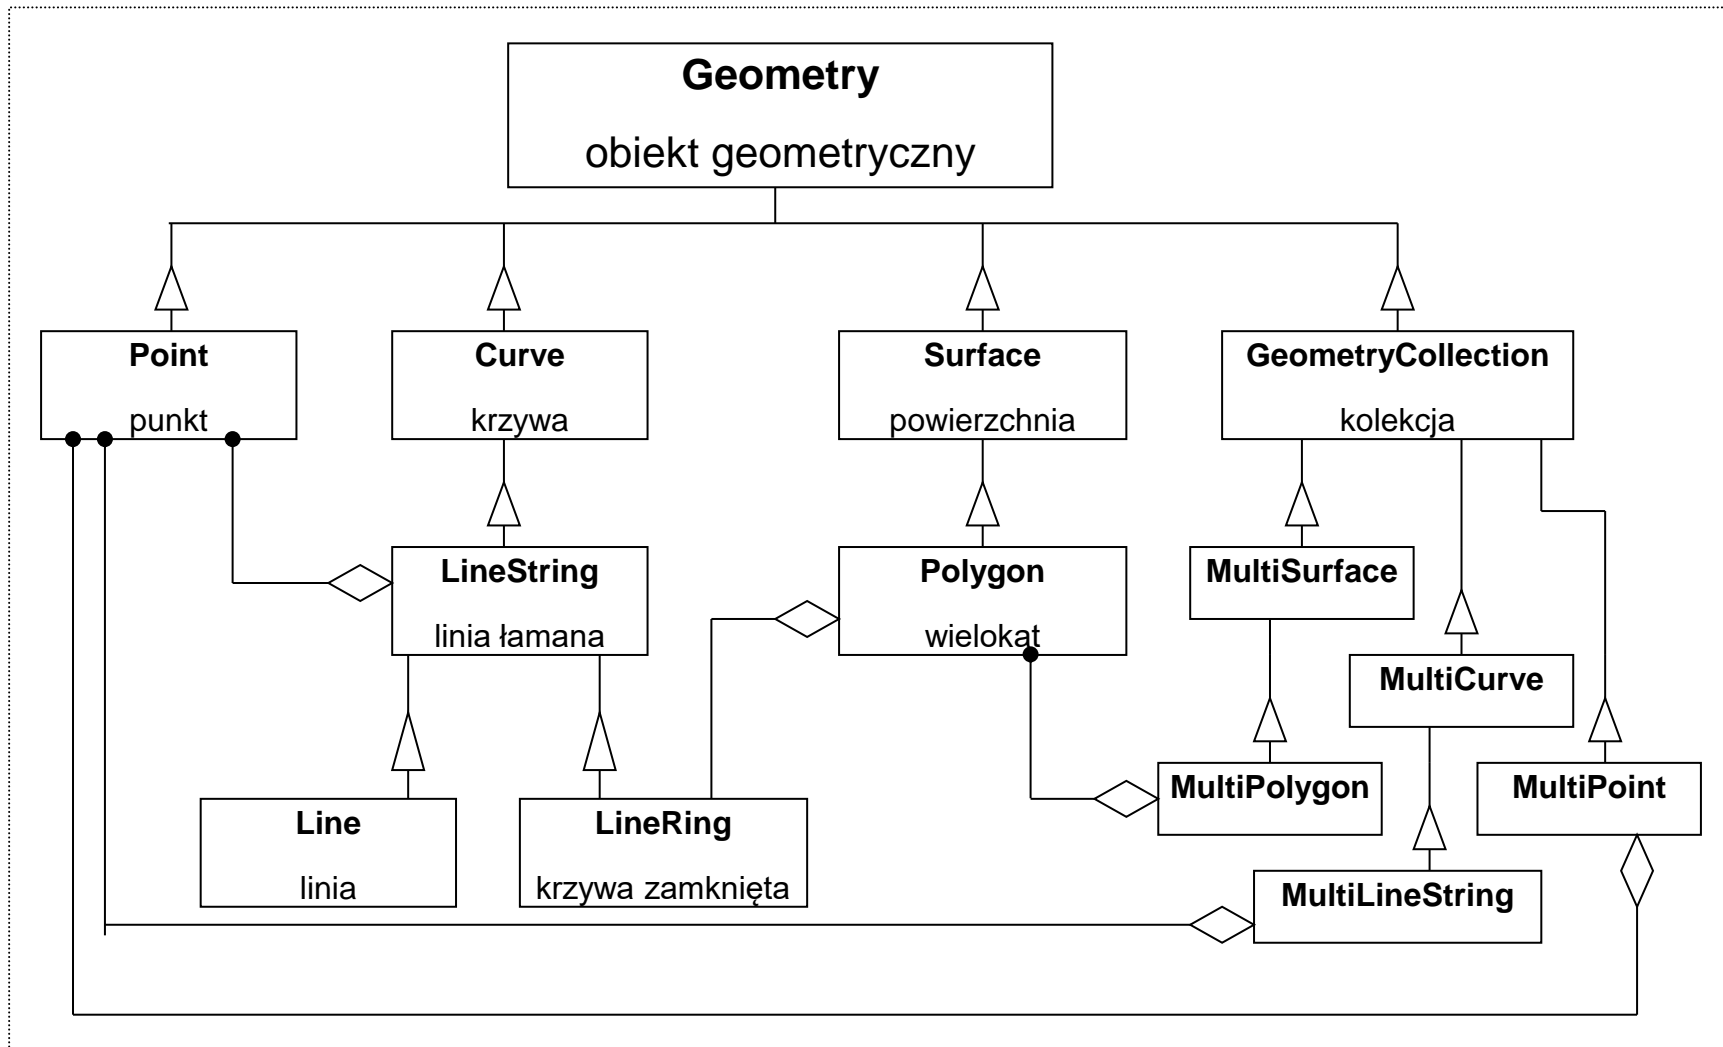 Geometry
obiekt geometryczny
Point
punkt
Curve
krzywa
Surface
powierzchnia
GeometryCollection
kolekcja
LineString
linia łamana
Polygon
wielokąt
MultiSurface
MultiCurve
MultiPolygon
MultiPoint
Line
linia
LineRing
krzywa zamknięta
MultiLineString